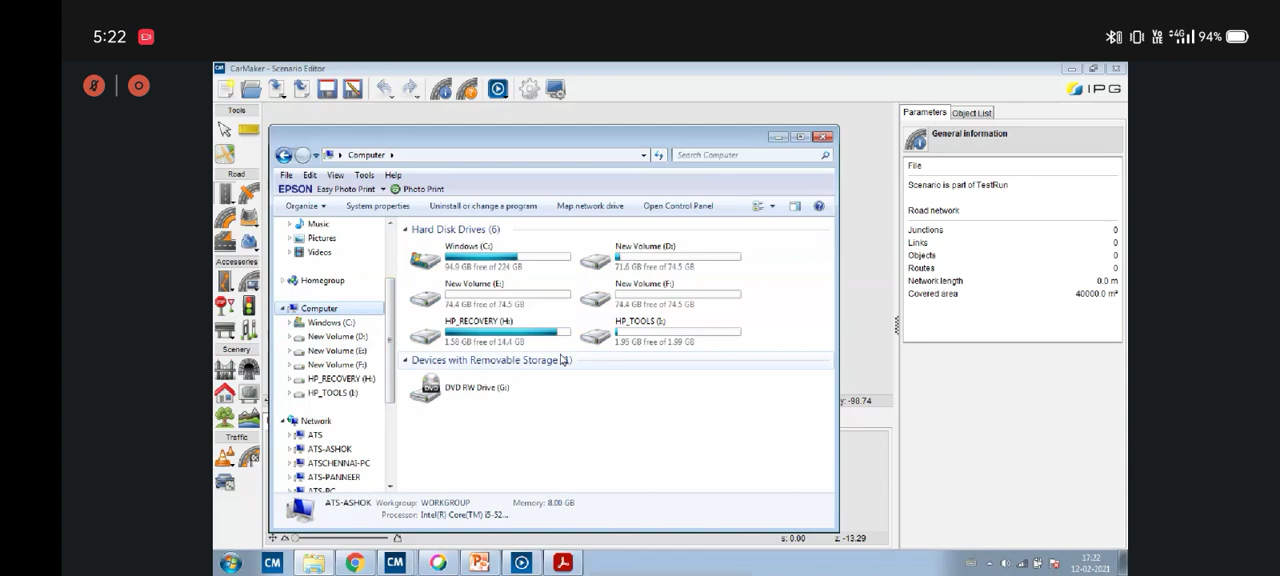 5:22
VO LTE 4G 94%
CarMaker - Scenario Editor
CM
IPG
Tools
Road
Accessories
Scenery
Traffic
Computer
Search Computer
File Edit View Tools Help
EPSON Easy Photo Print Photo Print
Organize System properties Uninstall or change a program Map network drive Open Control Panel
Music
Pictures
Videos
Homegroup
Computer
Windows (C:)
New Volume (D:)
New Volume (E:)
New Volume (F:)
HP_RECOVERY (H:)
HP_TOOLS (I:)
Network
ATS
ATS-ASHOK
ATSCHENNAI-PC
ATS-PANNEER
ATS-PC
Hard Disk Drives (6)
Windows (C:)
94.9 GB free of 224 GB
New Volume (D:)
71.6 GB free of 74.5 GB
New Volume (E:)
74.4 GB free of 74.5 GB
New Volume (F:)
74.4 GB free of 74.5 GB
HP_RECOVERY (H:)
1.58 GB free of 14.4 GB
HP_TOOLS (I:)
1.95 GB free of 1.99 GB
Devices with Removable Storage (1)
DVD
DVD RW Drive (G:)
ATS-ASHOK Workgroup: WORKGROUP Memory: 8.00 GB
Processor: Intel(R) Core(TM) i5-52...
y: -98.74
s: 0.00 z: -13.29
Parameters Object List
General information
File
Scenario is part of TestRun
Road network
Junctions 0
Links 0
Objects 0
Routes 0
Network length 0.0 m
Covered area 40000.0 m²
CM CM
17:22
12-02-2021